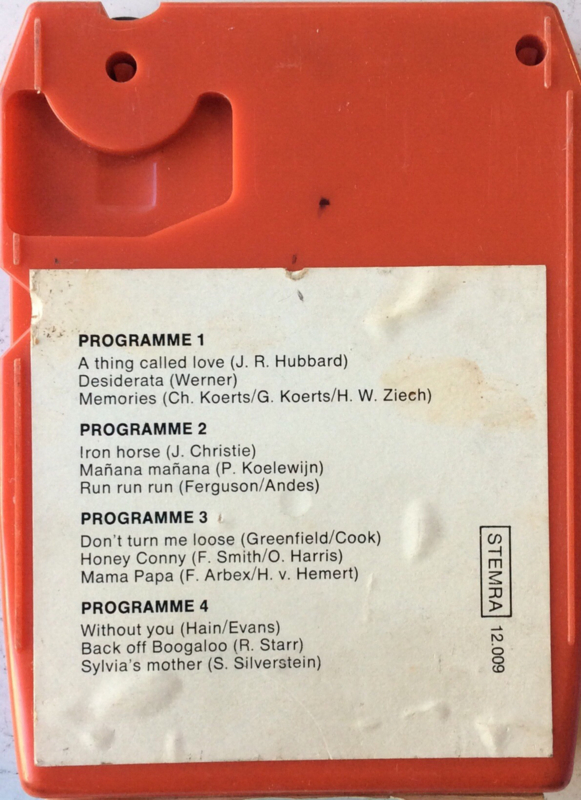 PROGRAMME 1
A thing called love (J. R. Hubbard)
Desiderata (Werner)
Memories (Ch. Koerts/G. Koerts/H. W. Ziech)
PROGRAMME 2
Iron horse (J. Christie)
Mañana mañana (P. Koelewijn)
Run run run (Ferguson/Andes)
PROGRAMME 3
Don't turn me loose (Greenfield/Cook)
Honey Conny (F. Smith/O. Harris)
Mama Papa (F. Arbex/H. v. Hemert)
PROGRAMME 4
Without you (Hain/Evans)
Back off Boogaloo (R. Starr)
Sylvia's mother (S. Silverstein)
STEMRA 12.009